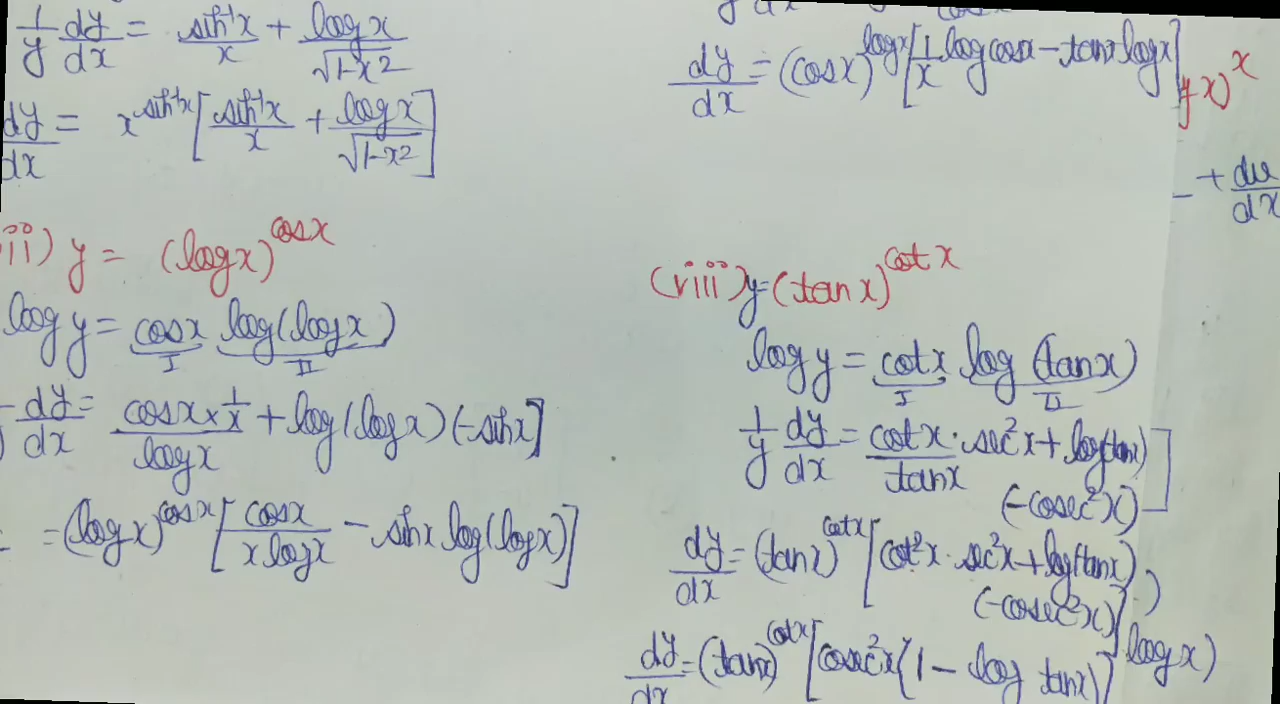 1/y dy/dx = sin⁻¹x/x + log x/√1-x²
dy/dx = x^sin⁻¹x [sin⁻¹x/x + log x/√1-x²]
iii) y = (log x)^cos x
log y = cos x log(log x)
I II
dy/dx = cos x × 1/x / log x + log(log x) (-sin x]
= (log x)^cos x [cos x/x log x - sin x log(log x)]
dy/dx = (cos x)^log x [1/x log cos x - tan x log x]
(viii) y = (tan x)^cot x
log y = cot x log (tan x)
I II
1/y dy/dx = cot x/tan x · sec²x + log(tan x)
(-cosec²x)]
dy/dx = (tan x)^cot x [cot²x · sec²x + log(tan x)
(-cosec²x)]
dy/dx = (tan x)^cot x [cosec²x (1 - log tan x)]
x)^x
+ du/dx
log x)